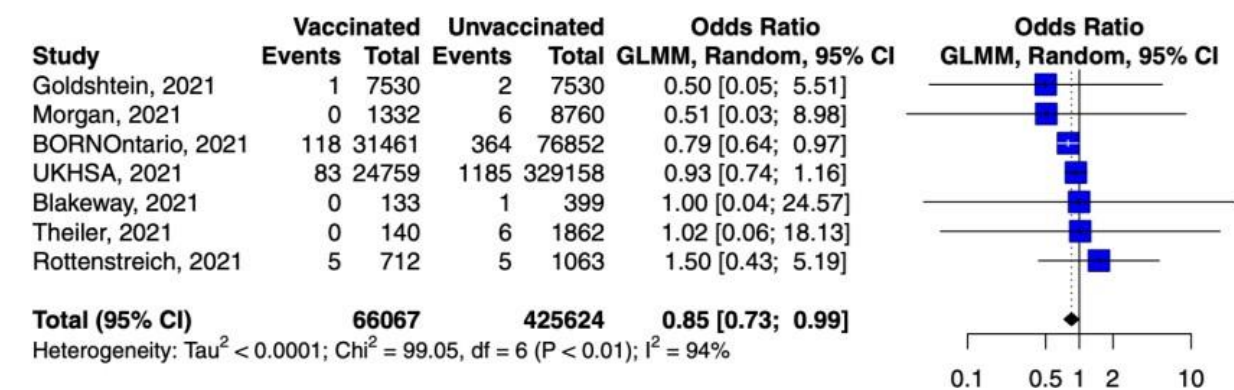 Vaccinated Unvaccinated Odds Ratio Odds Ratio
Study Events Total Events Total GLMM, Random, 95% CI GLMM, Random, 95% CI
Goldshtein, 2021 1 7530 2 7530 0.50 [0.05; 5.51]
Morgan, 2021 0 1332 6 8760 0.51 [0.03; 8.98]
BORNOntario, 2021 118 31461 364 76852 0.79 [0.64; 0.97]
UKHSA, 2021 83 24759 1185 329158 0.93 [0.74; 1.16]
Blakeway, 2021 0 133 1 399 1.00 [0.04; 24.57]
Theiler, 2021 0 140 6 1862 1.02 [0.06; 18.13]
Rottenstreich, 2021 5 712 5 1063 1.50 [0.43; 5.19]
Total (95% CI) 66067 425624 0.85 [0.73; 0.99]
Heterogeneity: Tau² < 0.0001; Chi² = 99.05, df = 6 (P < 0.01); I² = 94%
0.1 0.5 1 2 10